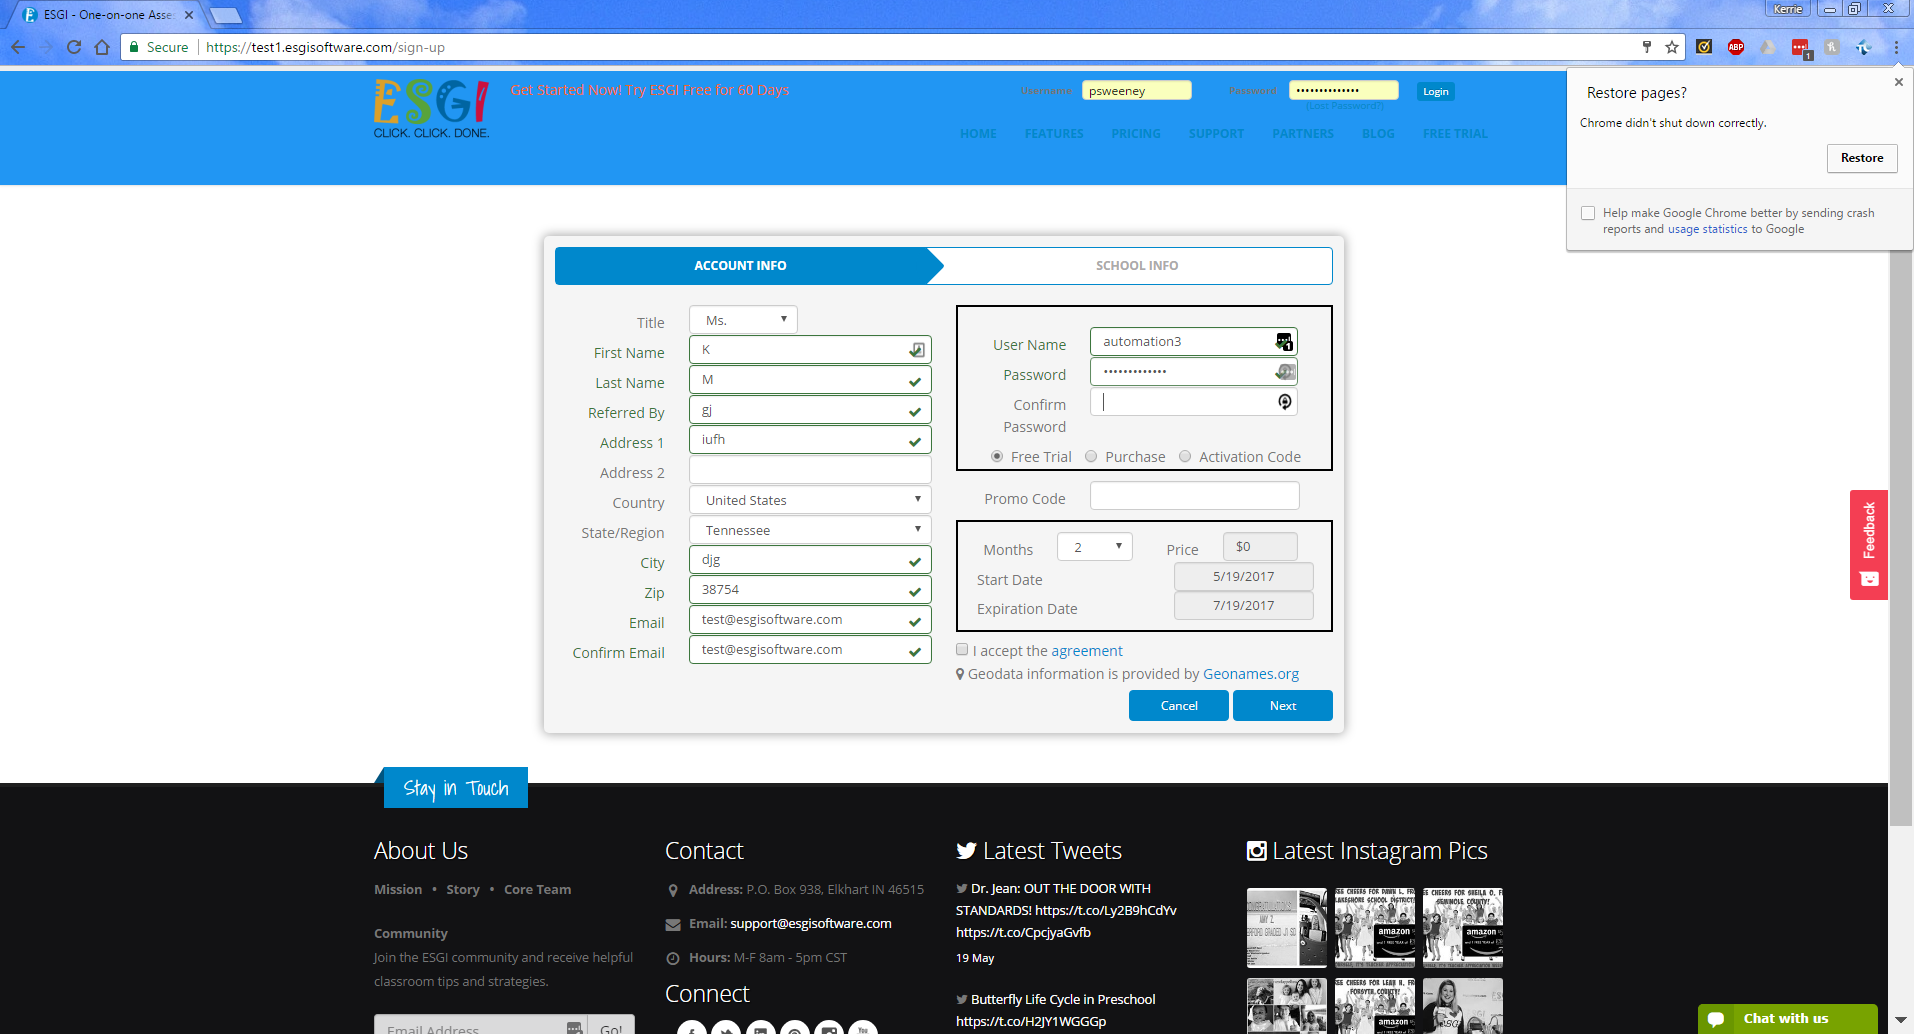 ESGI - One-on-one Asse
Kerrie
Secure
https://test1.esgisoftware.com/sign-up
ABP
1
Restore pages?
Chrome didn't shut down correctly.
Restore
Help make Google Chrome better by sending crash
reports and usage statistics to Google
ESGI
CLICK. CLICK. DONE.
Get Started Now! Try ESGI Free for 60 Days
Username psweeney Password •••••••••••••• Login
(Lost Password?)
HOME FEATURES PRICING SUPPORT PARTNERS BLOG FREE TRIAL
ACCOUNT INFO SCHOOL INFO
Title Ms.
First Name K
Last Name M
Referred By gj
Address 1 iufh
Address 2
Country United States
State/Region Tennessee
City djg
Zip 38754
Email test@esgisoftware.com
Confirm Email test@esgisoftware.com
User Name automation3
1
Password •••••••••••••
Confirm
Password
Free Trial Purchase Activation Code
Promo Code
Months 2 Price $0
Start Date 5/19/2017
Expiration Date 7/19/2017
I accept the agreement
Geodata information is provided by Geonames.org
Cancel Next
Feedback
Stay in Touch
About Us
Mission • Story • Core Team
Community
Join the ESGI community and receive helpful
classroom tips and strategies.
Email Address Go!
Contact
Address: P.O. Box 938, Elkhart IN 46515
Email: support@esgisoftware.com
Hours: M-F 8am - 5pm CST
Connect
Latest Tweets
Dr. Jean: OUT THE DOOR WITH
STANDARDS! https://t.co/Ly2B9hCdYv
https://t.co/CpcjyaGvfb
19 May
Butterfly Life Cycle in Preschool
https://t.co/H2JY1WGGGp
Latest Instagram Pics
amazon
amazon
amazon
Chat with us